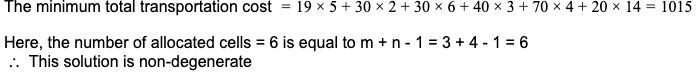 The minimum total transportation cost = 19 × 5 + 30 × 2 + 30 × 6 + 40 × 3 + 70 × 4 + 20 × 14 = 1015
Here, the number of allocated cells = 6 is equal to m + n - 1 = 3 + 4 - 1 = 6
∴ This solution is non-degenerate